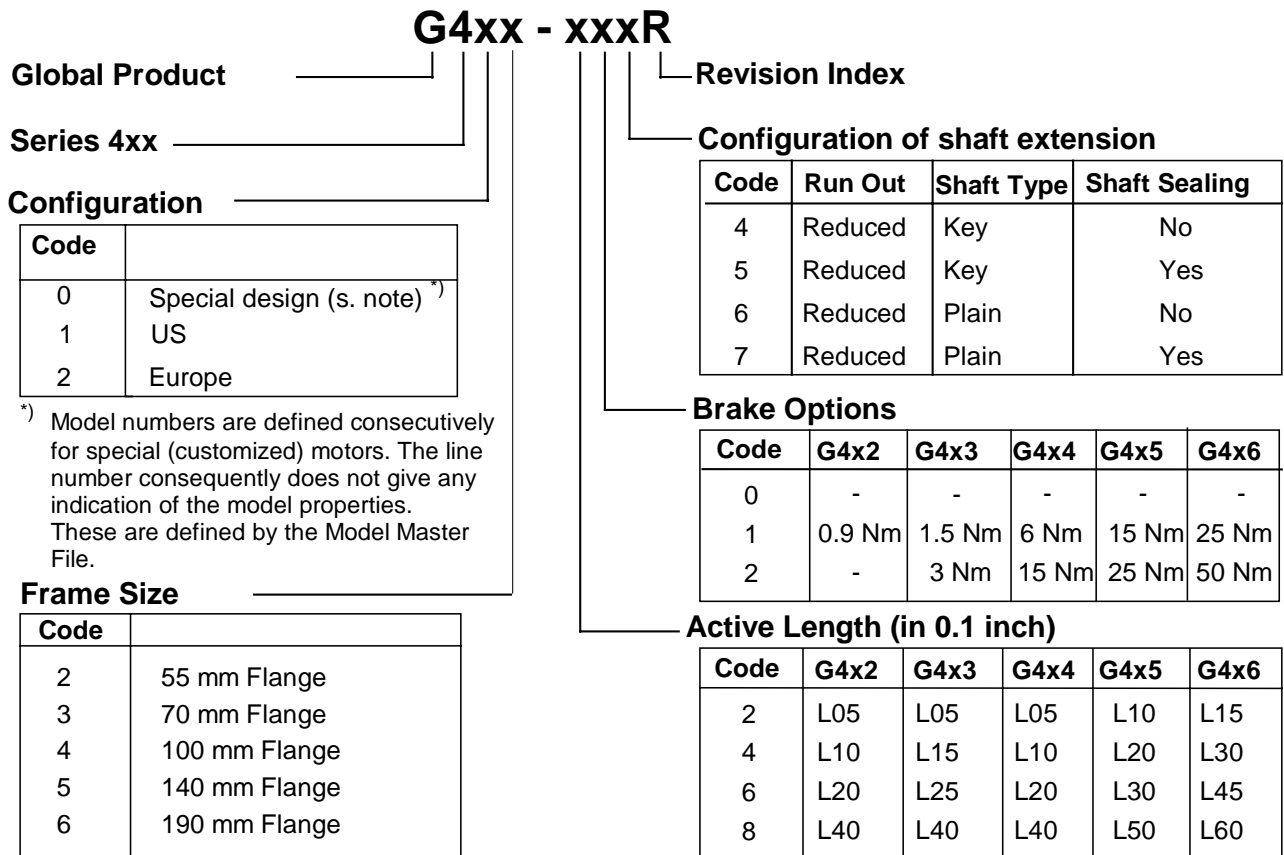 G4xx - xxxR
Global Product
Series 4xx
Configuration
Code
0 Special design (s. note) *)
1 US
2 Europe
*) Model numbers are defined consecutively
for special (customized) motors. The line
number consequently does not give any
indication of the model properties.
These are defined by the Model Master
File.
Frame Size
Code
2 55 mm Flange
3 70 mm Flange
4 100 mm Flange
5 140 mm Flange
6 190 mm Flange
Revision Index
Configuration of shaft extension
Code Run Out Shaft Type Shaft Sealing
4 Reduced Key No
5 Reduced Key Yes
6 Reduced Plain No
7 Reduced Plain Yes
Brake Options
Code G4x2 G4x3 G4x4 G4x5 G4x6
0 - - - - -
1 0.9 Nm 1.5 Nm 6 Nm 15 Nm 25 Nm
2 - 3 Nm 15 Nm 25 Nm 50 Nm
Active Length (in 0.1 inch)
Code G4x2 G4x3 G4x4 G4x5 G4x6
2 L05 L05 L05 L10 L15
4 L10 L15 L10 L20 L30
6 L20 L25 L20 L30 L45
8 L40 L40 L40 L50 L60